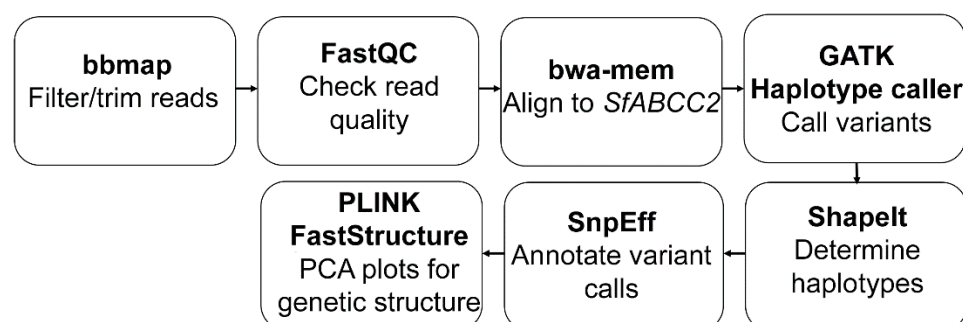 bbmap
Filter/trim reads
FastQC
Check read
quality
bwa-mem
Align to SfABCC2
GATK
Haplotype caller
Call variants
ShapeIt
Determine
haplotypes
SnpEff
Annotate variant
calls
PLINK
FastStructure
PCA plots for
genetic structure